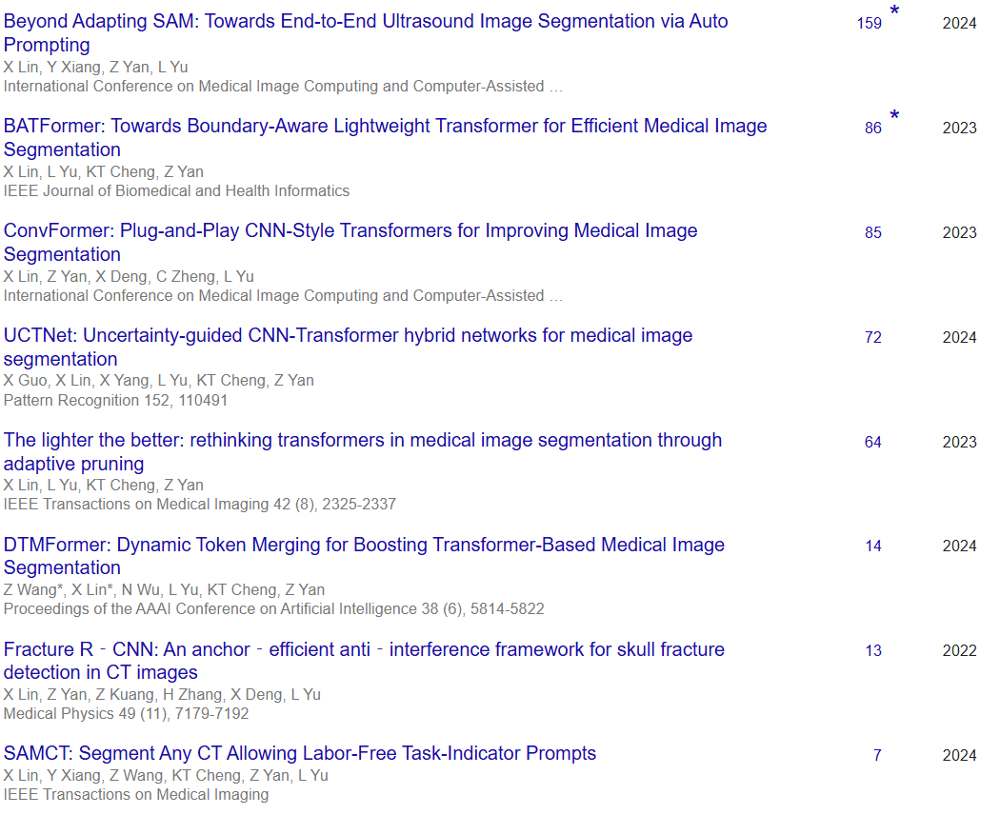 Beyond Adapting SAM: Towards End-to-End Ultrasound Image Segmentation via Auto 159 * 2024
Prompting
X Lin, Y Xiang, Z Yan, L Yu
International Conference on Medical Image Computing and Computer-Assisted …
BATFormer: Towards Boundary-Aware Lightweight Transformer for Efficient Medical Image 86 * 2023
Segmentation
X Lin, L Yu, KT Cheng, Z Yan
IEEE Journal of Biomedical and Health Informatics
ConvFormer: Plug-and-Play CNN-Style Transformers for Improving Medical Image 85 2023
Segmentation
X Lin, Z Yan, X Deng, C Zheng, L Yu
International Conference on Medical Image Computing and Computer-Assisted …
UCTNet: Uncertainty-guided CNN-Transformer hybrid networks for medical image 72 2024
segmentation
X Guo, X Lin, X Yang, L Yu, KT Cheng, Z Yan
Pattern Recognition 152, 110491
The lighter the better: rethinking transformers in medical image segmentation through 64 2023
adaptive pruning
X Lin, L Yu, KT Cheng, Z Yan
IEEE Transactions on Medical Imaging 42 (8), 2325-2337
DTMFormer: Dynamic Token Merging for Boosting Transformer-Based Medical Image 14 2024
Segmentation
Z Wang*, X Lin*, N Wu, L Yu, KT Cheng, Z Yan
Proceedings of the AAAI Conference on Artificial Intelligence 38 (6), 5814-5822
Fracture R‐CNN: An anchor‐efficient anti‐interference framework for skull fracture 13 2022
detection in CT images
X Lin, Z Yan, Z Kuang, H Zhang, X Deng, L Yu
Medical Physics 49 (11), 7179-7192
SAMCT: Segment Any CT Allowing Labor-Free Task-Indicator Prompts 7 2024
X Lin, Y Xiang, Z Wang, KT Cheng, Z Yan, L Yu
IEEE Transactions on Medical Imaging